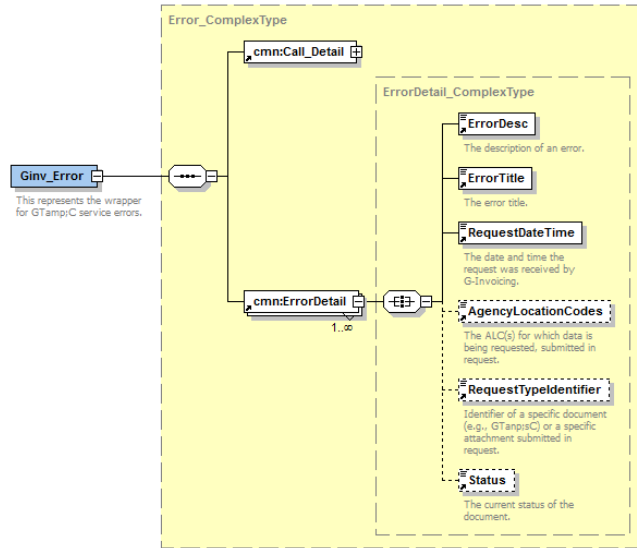 Error_ComplexType
cmn:Call_Detail
ErrorDetail_ComplexType
ErrorDesc
The description of an error.
Ginv_Error
This represents the wrapper
for GTamp;C service errors.
ErrorTitle
The error title.
RequestDateTime
The date and time the
request was received by
G-Invoicing.
cmn:ErrorDetail
1..∞
AgencyLocationCodes
The ALC(s) for which data is
being requested, submitted in
request.
RequestTypeIdentifier
Identifier of a specific document
(e.g., GTanp;sC) or a specific
attachment submitted in
request.
Status
The current status of the
document.